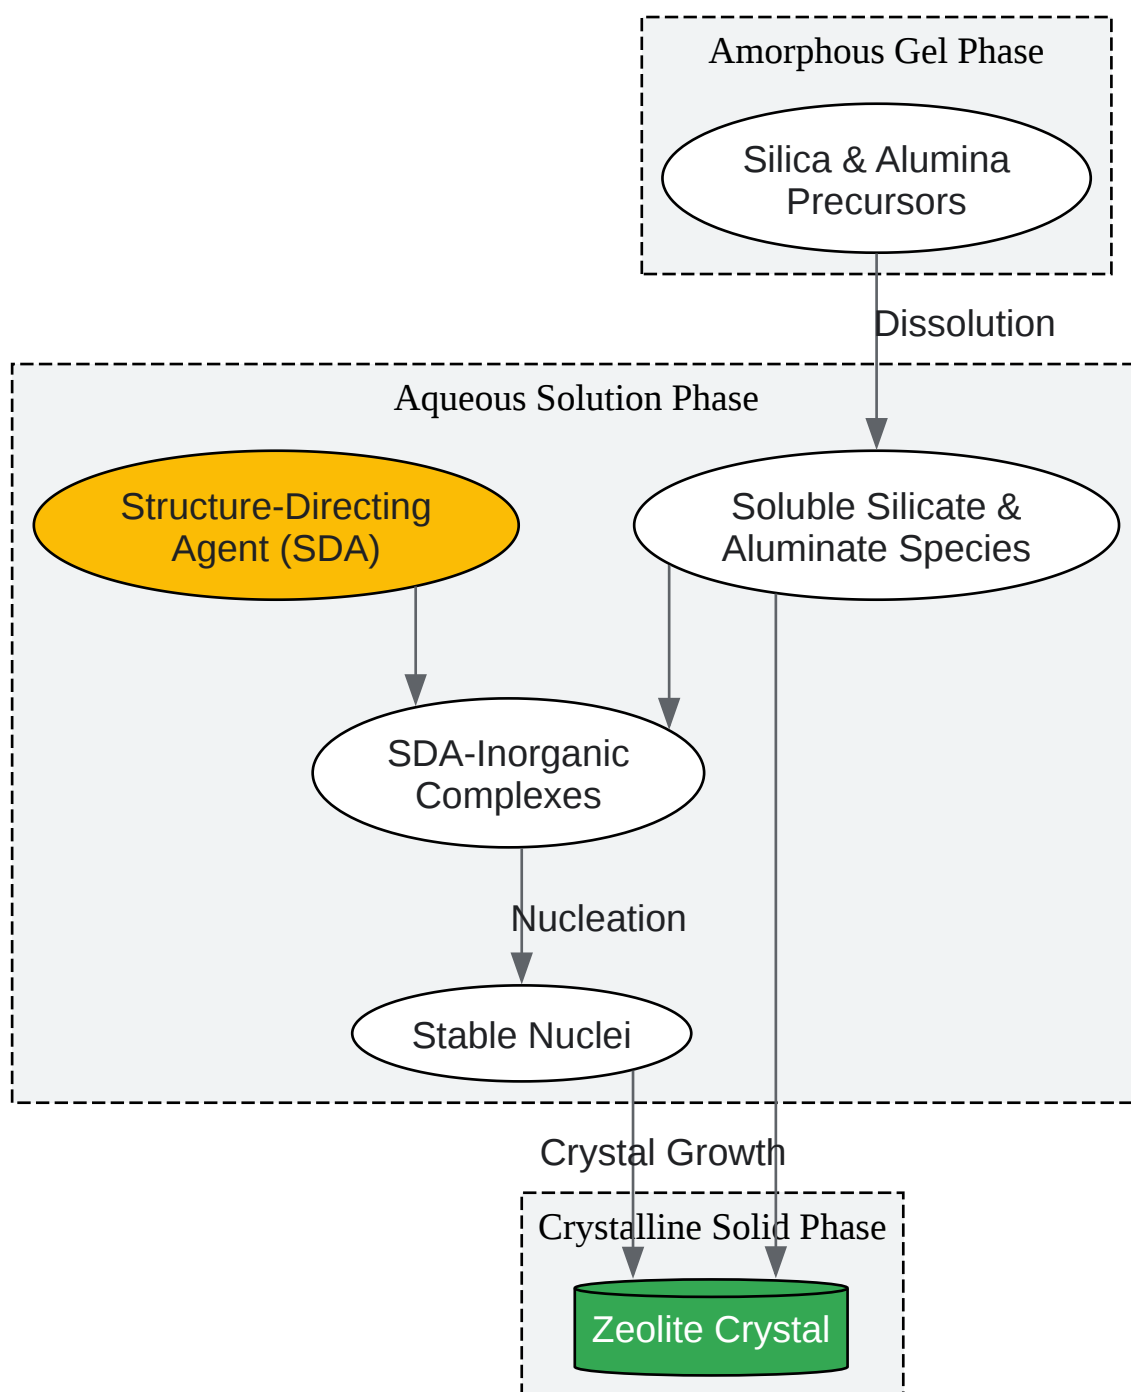 Amorphous Gel Phase
Silica & Alumina
Precursors
Dissolution
Aqueous Solution Phase
Structure-Directing
Agent (SDA)
Soluble Silicate &
Aluminate Species
SDA-Inorganic
Complexes
Nucleation
Stable Nuclei
Crystal Growth
Crystalline Solid Phase
Zeolite Crystal